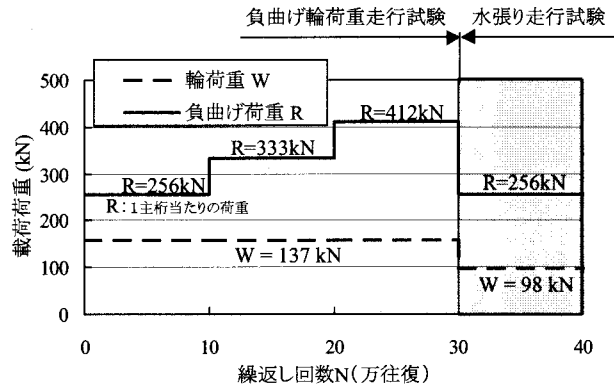 負曲げ輪荷重走行試験
水張り走行試験
500
400
300
200
100
0
載荷荷重 (kN)
輪荷重 W
負曲げ荷重 R
R=412kN
R=333kN
R=256kN
R=256kN
R：1主桁当たりの荷重
W = 137 kN
W = 98 kN
0
10
20
30
40
繰返し回数N(万往復)